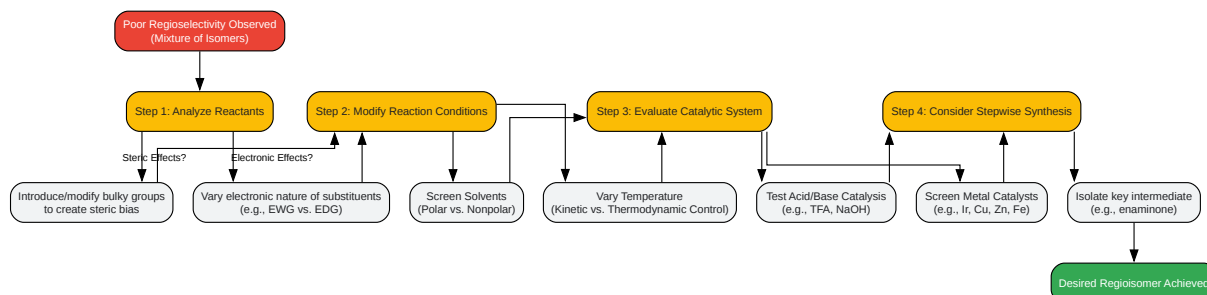 Poor Regioselectivity Observed
(Mixture of Isomers)
Step 1: Analyze Reactants
Step 2: Modify Reaction Conditions
Step 3: Evaluate Catalytic System
Step 4: Consider Stepwise Synthesis
Steric Effects?
Electronic Effects?
Introduce/modify bulky groups
to create steric bias
Vary electronic nature of substituents
(e.g., EWG vs. EDG)
Screen Solvents
(Polar vs. Nonpolar)
Vary Temperature
(Kinetic vs. Thermodynamic Control)
Test Acid/Base Catalysis
(e.g., TFA, NaOH)
Screen Metal Catalysts
(e.g., Ir, Cu, Zn, Fe)
Isolate key intermediate
(e.g., enaminone)
Desired Regioisomer Achieved